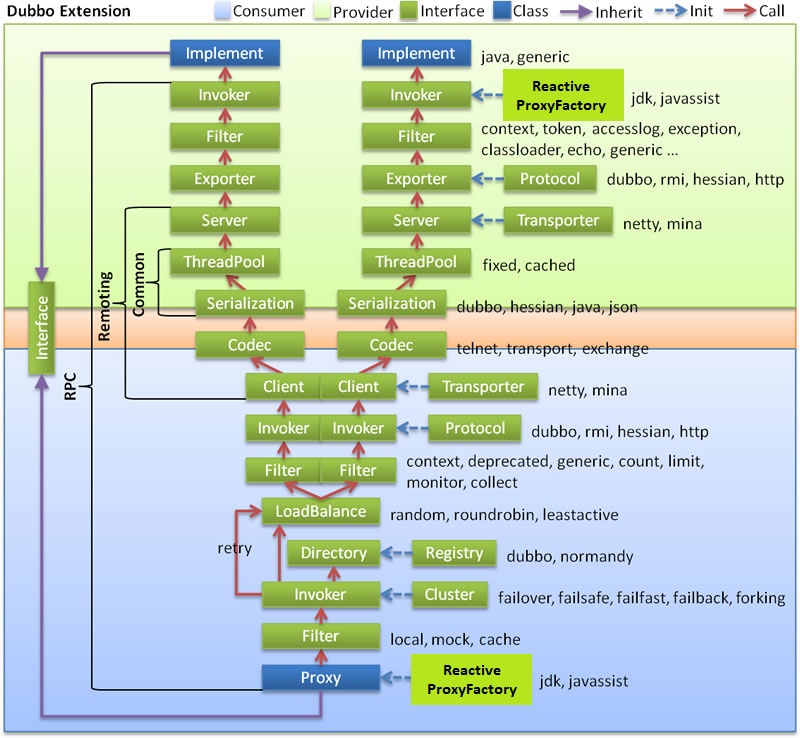 Dubbo Extension
Consumer
Provider
Interface
Class
Inherit
Init
Call
Implement
Implement
java, generic
Invoker
Invoker
Reactive
ProxyFactory
jdk, javassist
Filter
Filter
context, token, accesslog, exception,
classloader, echo, generic ...
Exporter
Exporter
Protocol
dubbo, rmi, hessian, http
Server
Server
Transporter
netty, mina
ThreadPool
ThreadPool
fixed, cached
Serialization
Serialization
dubbo, hessian, java, json
Codec
Codec
telnet, transport, exchange
Interface
RPC
Remoting
Common
Client
Client
Transporter
netty, mina
Invoker
Invoker
Protocol
dubbo, rmi, hessian, http
Filter
Filter
context, deprecated, generic, count, limit,
monitor, collect
LoadBalance
random, roundrobin, leastactive
retry
Directory
Registry
dubbo, normandy
Invoker
Cluster
failover, failsafe, failfast, failback, forking
Filter
local, mock, cache
Proxy
Reactive
ProxyFactory
jdk, javassist